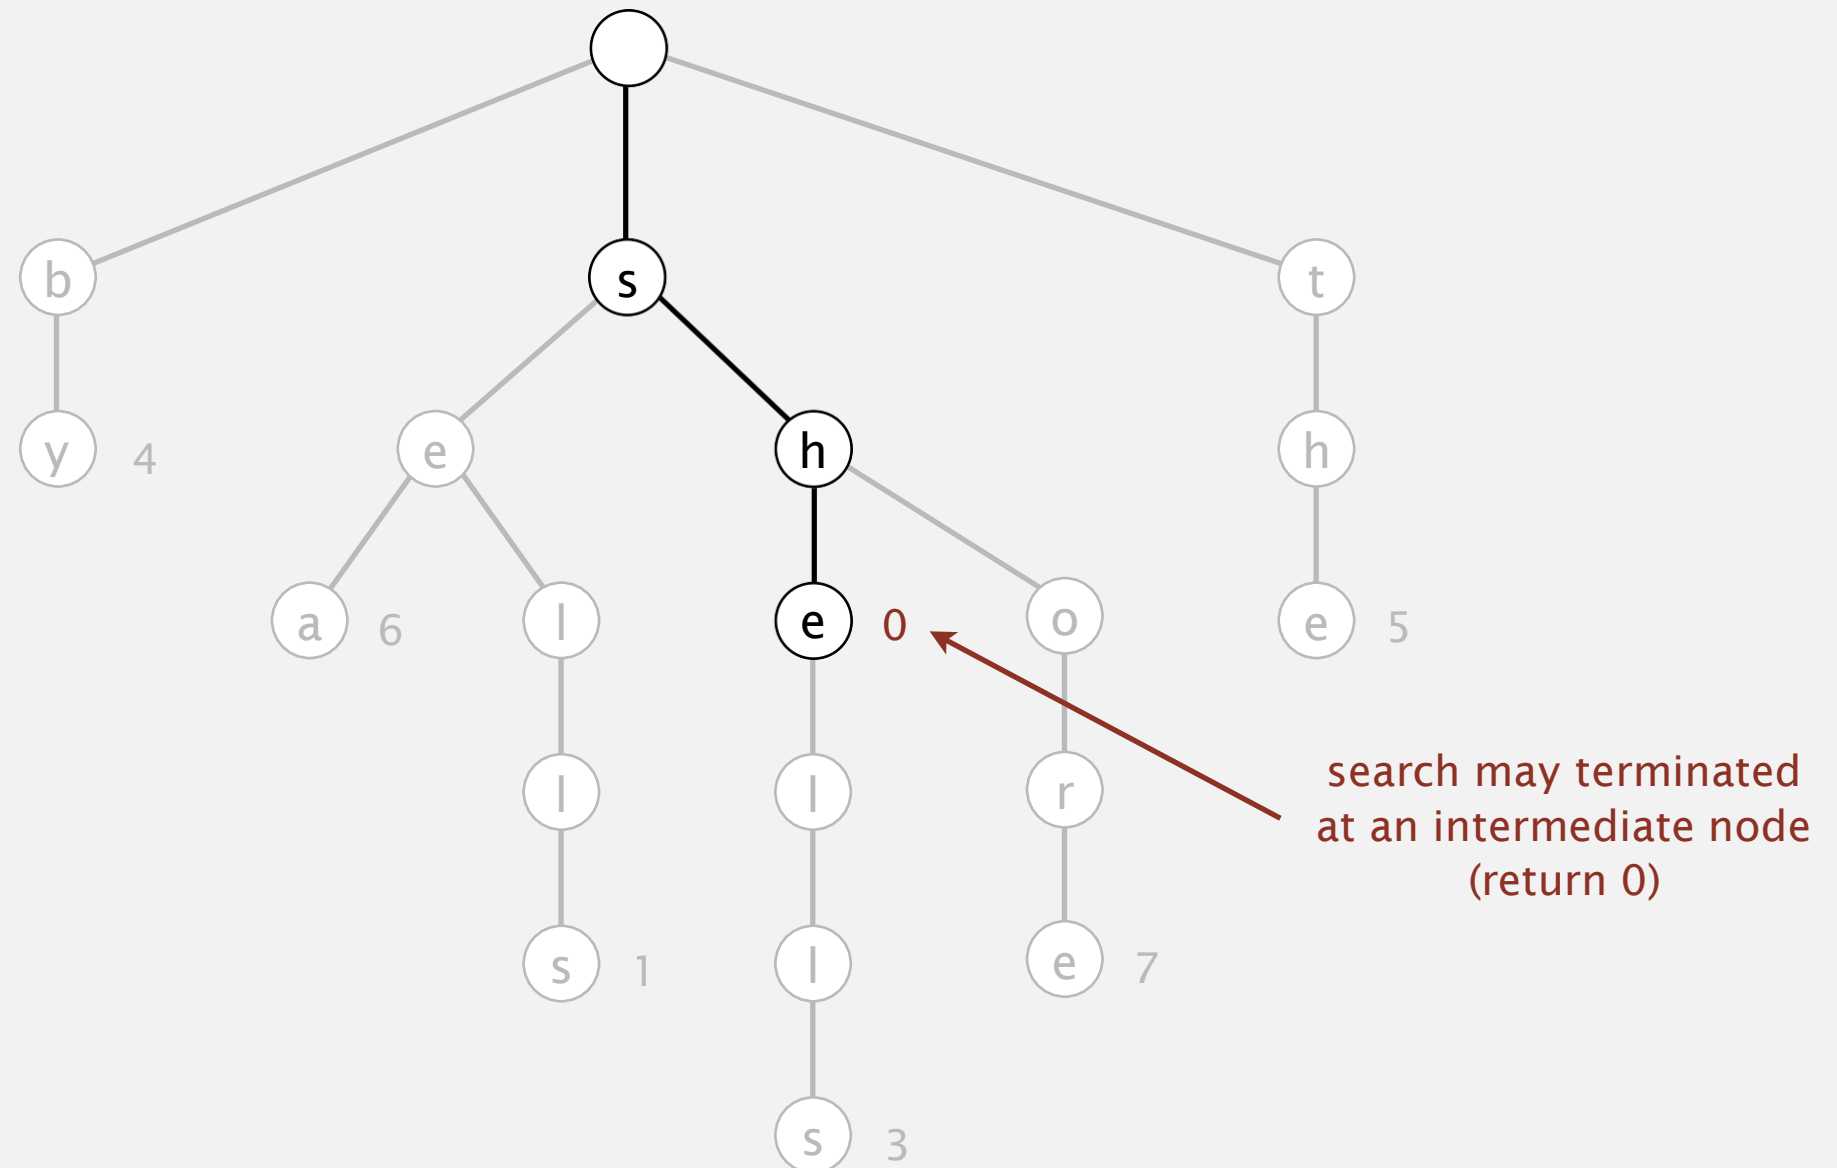 b
s
t
y 4
e
h
h
a 6
l
e 0
o
e 5
l
l
r
search may terminated
at an intermediate node
(return 0)
s 1
l
e 7
s 3